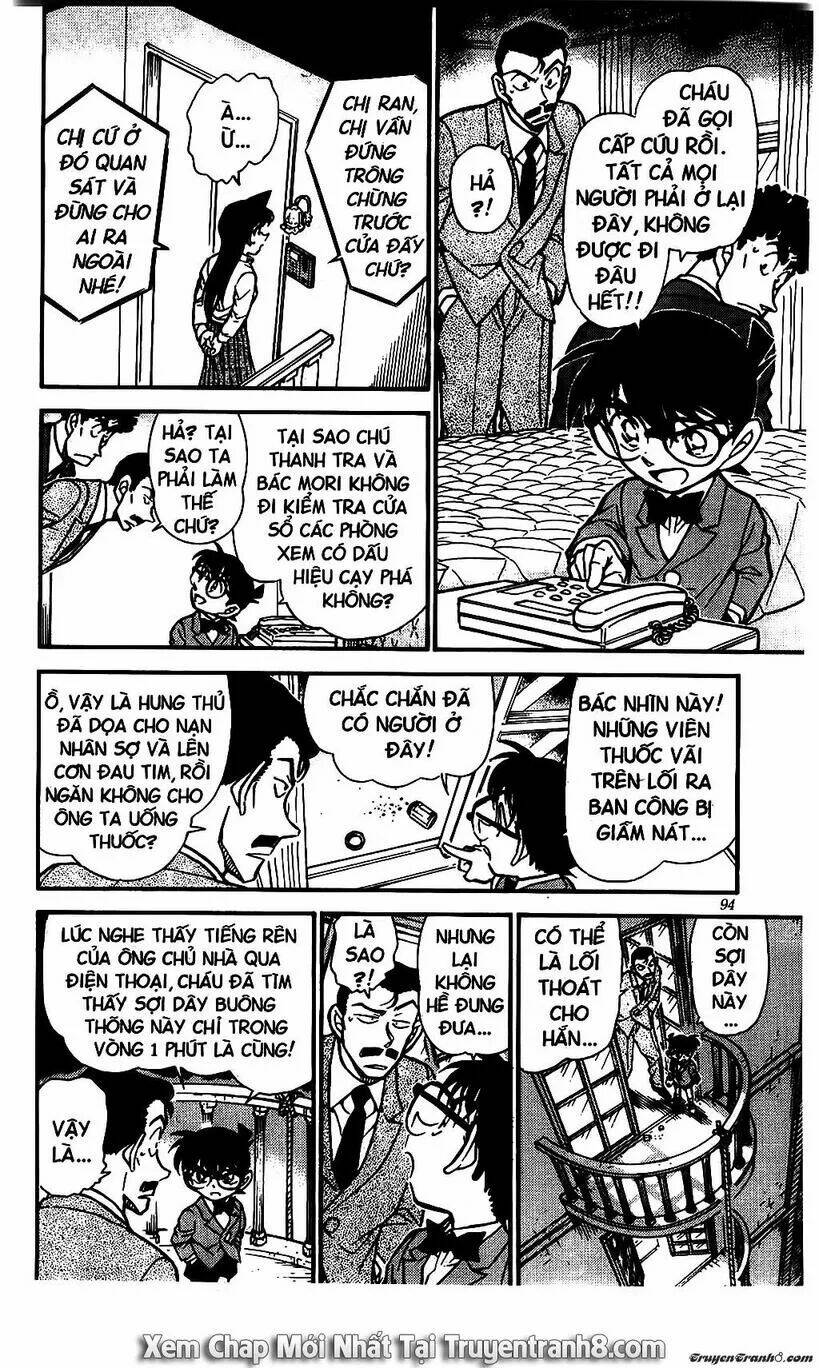 CHÁU
ĐÃ GỌI
CẤP CỨU RỒI.
TẤT CẢ MỌI
NGƯỜI PHẢI Ở LẠI
ĐÂY, KHÔNG
ĐƯỢC ĐI
ĐÂU
HẾT!!
HẢ
?!
CHỊ RAN,
CHỊ VẪN
ĐỨNG
TRÔNG
CHỪNG
TRƯỚC
CỬA ĐẤY
CHỨ?
À...
Ừ...
CHỊ CỨ Ở
ĐÓ QUAN
SÁT VÀ
ĐỪNG CHO
AI RA
NGOÀI
NHÉ!
TẠI SAO CHÚ
THANH TRA VÀ
BÁC MORI KHÔNG
ĐI KIỂM TRA CỬA
SỔ CÁC PHÒNG
XEM CÓ DẤU
HIỆU CẠY PHÁ
KHÔNG?
HẢ? TẠI
SAO TA
PHẢI LÀM
THẾ
CHỨ?
BÁC NHÌN NÀY!
NHỮNG VIÊN
THUỐC VÃI
TRÊN LỐI RA
BAN CÔNG BỊ
GIẪM NÁT...
CHẮC CHẮN ĐÃ
CÓ NGƯỜI Ở
ĐÂY!
Ồ, VẬY LÀ HUNG THỦ
ĐÃ DỌA CHO NẠN
NHÂN SỢ VÀ LÊN
CƠN ĐAU TIM, RỒI
NGĂN KHÔNG CHO
ÔNG TA UỐNG
THUỐC?
94
CÒN
SỢI
DÂY
NÀY
...
CÓ THỂ
LÀ LỐI
THOÁT
CHO
HẮN...
NHƯNG
LẠI
KHÔNG
HỀ ĐUNG
ĐƯA...
LÀ
SAO
?!
LÚC NGHE THẤY TIẾNG RÊN
CỦA ÔNG CHỦ NHÀ QUA
ĐIỆN THOẠI, CHÁU ĐÃ TÌM
THẤY SỢI DÂY BUÔNG
THÕNG NÀY CHỈ TRONG
VÒNG 1 PHÚT LÀ CÙNG!
VẬY
LÀ...
Xem Chap Mới Nhất Tại Truyentranh8.com
TruyenTranh8.com